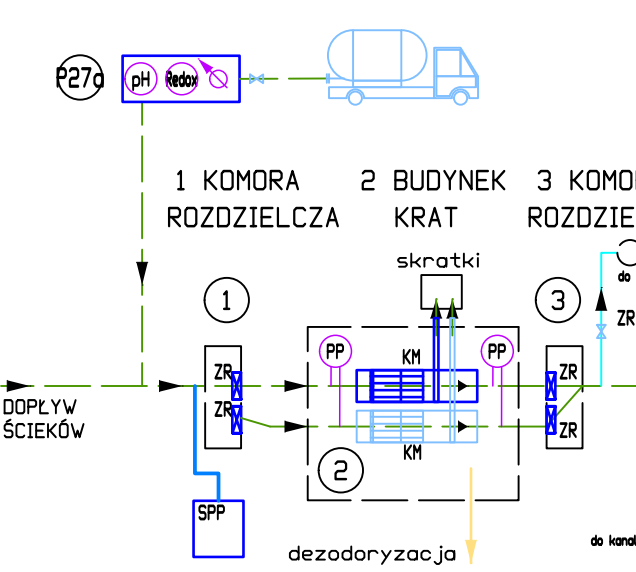 P27a
pH
Redox
1 KOMORA
ROZDZIELCZA
2 BUDYNEK
KRAT
3 KOMO
ROZDZIE
skratki
do
1
3
ZR
PP
KM
PP
ZR
ZR
ZR
DOPŁYW
ŚCIEKÓW
ZR
KM
2
SPP
dezodoryzacja
do kanal